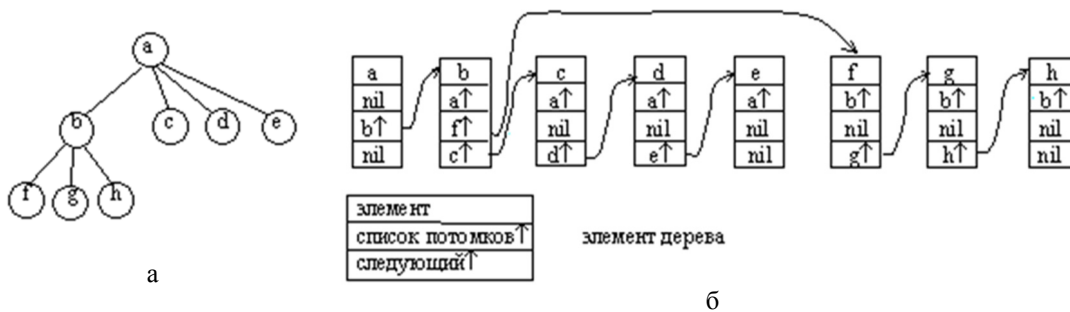 a
b c d e
f g h
a b c d e f g h
nil a↑ a↑ a↑ a↑ b↑ b↑ b↑
b↑ f↑ nil nil nil nil nil nil
nil c↑ d↑ e↑ nil g↑ h↑ nil
элемент
список потомков↑ элемент дерева
следующий↑
а
б